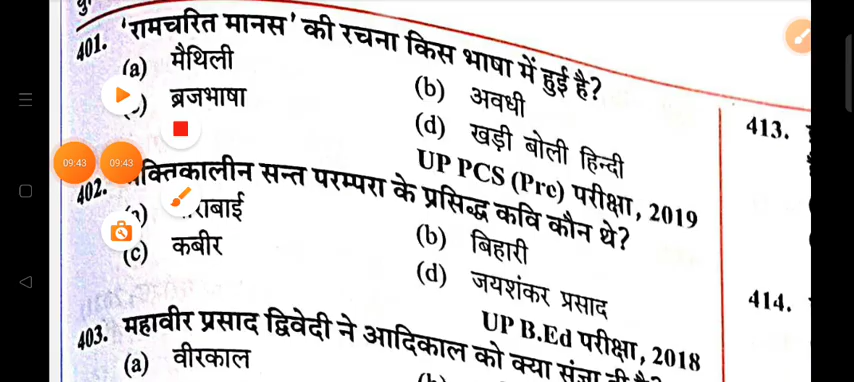 401. 'रामचरित मानस' की रचना किस भाषा में हुई है?
(a) मैथिली
(b) अवधी
ब्रजभाषा
(d) खड़ी बोली हिन्दी
UP PCS (Pre) परीक्षा, 2019
402. क्तिकालीन सन्त परम्परा के प्रसिद्ध कवि कौन थे?
राबाई
(b) बिहारी
(c) कबीर
(d) जयशंकर प्रसाद
UP B.Ed परीक्षा, 2018
403. महावीर प्रसाद द्विवेदी ने आदिकाल को क्या संज्ञा दी है?
(a) वीरकाल
(b)
413.
414.
09:43
09:43